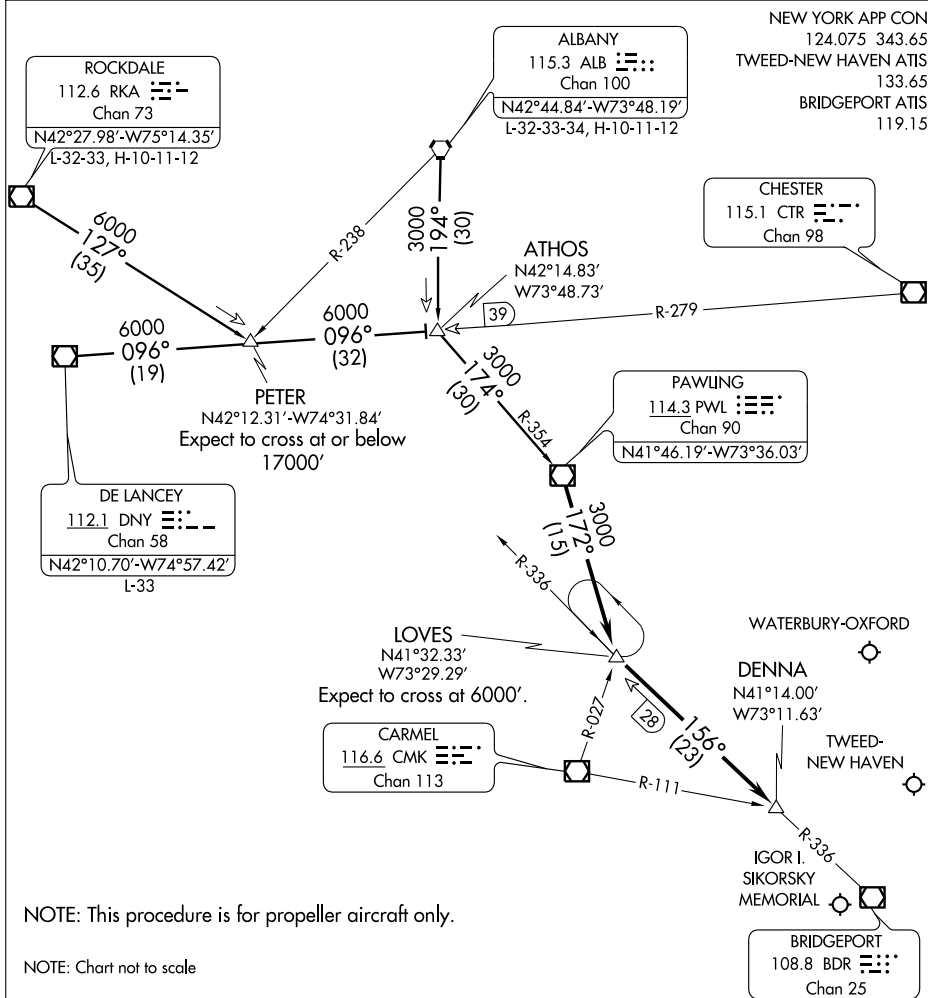 NEW YORK APP CON
124.075 343.65
TWEED-NEW HAVEN ATIS
133.65
BRIDGEPORT ATIS
119.15
ROCKDALE
112.6 RKA
Chan 73
N42°27.98'-W75°14.35'
L-32-33, H-10-11-12
ALBANY
115.3 ALB
Chan 100
N42°44.84'-W73°48.19'
L-32-33-34, H-10-11-12
CHESTER
115.1 CTR
Chan 98
6000
127°
(35)
R-238
3000
194°
(30)
ATHOS
N42°14.83'
W73°48.73'
39
R-279
6000
096°
(19)
6000
096°
(32)
PETER
N42°12.31'-W74°31.84'
Expect to cross at or below
17000'
3000
174°
(30)
R-354
PAWLING
114.3 PWL
Chan 90
N41°46.19'-W73°36.03'
DE LANCEY
112.1 DNY
Chan 58
N42°10.70'-W74°57.42'
L-33
3000
172°
(15)
R-336
LOVES
N41°32.33'
W73°29.29'
Expect to cross at 6000'.
WATERBURY-OXFORD
DENNA
N41°14.00'
W73°11.63'
R-027
28
156°
(23)
CARMEL
116.6 CMK
Chan 113
R-111
TWEED-
NEW HAVEN
R-336
IGOR I.
SIKORSKY
MEMORIAL
BRIDGEPORT
108.8 BDR
Chan 25
NOTE: This procedure is for propeller aircraft only.
NOTE: Chart not to scale